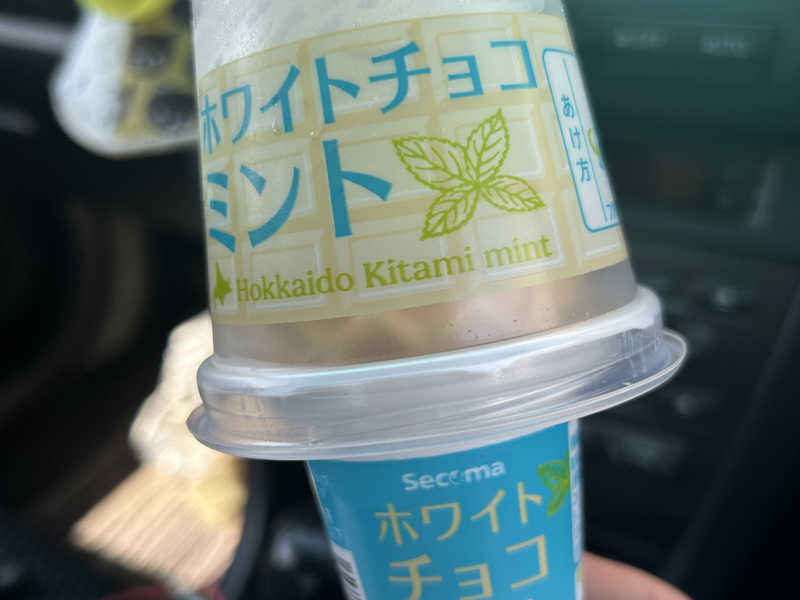 ホワイトチョコ
ミント
Hokkaido Kitami mint
あけ方
Secoma
ホワイト
チョコ